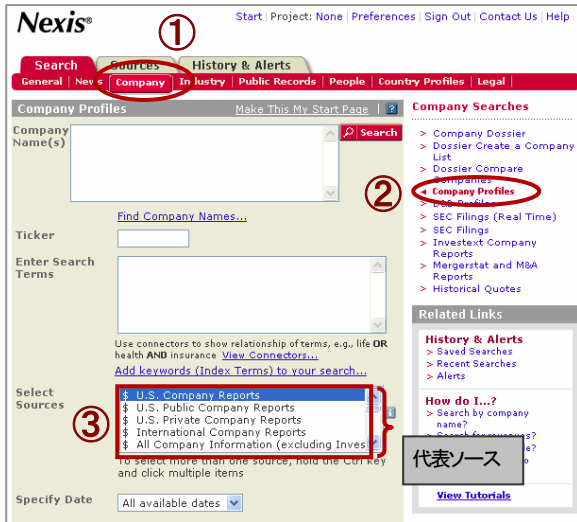 Nexis®
Start | Project: None | Preferences | Sign Out | Contact Us | Help
①
Search Sources History & Alerts
General | News | Company | Industry | Public Records | People | Country Profiles | Legal |
Company Profiles Make This My Start Page | ?
Company Name(s)
Search
Find Company Names...
Ticker
Enter Search Terms
Use connectors to show relationship of terms, e.g., life OR
health AND insurance View Connectors...
Add keywords (Index Terms) to your search...
Select Sources
③
$ U.S. Company Reports
$ U.S. Public Company Reports
$ U.S. Private Company Reports
$ International Company Reports
$ All Company Information (excluding Inves
To select more than one source, hold the Ctrl key
and click multiple items
Specify Date
All available dates
Company Searches
> Company Dossier
> Dossier Create a Company
List
> Dossier Compare
Companies
②
Company Profiles
> D&B Profiles
> SEC Filings (Real Time)
> SEC Filings
> Investext Company
Reports
> Mergerstat and M&A
Reports
> Historical Quotes
Related Links
History & Alerts
> Saved Searches
> Recent Searches
> Alerts
How do I...?
> Search by company
name?
代表ソース
View Tutorials